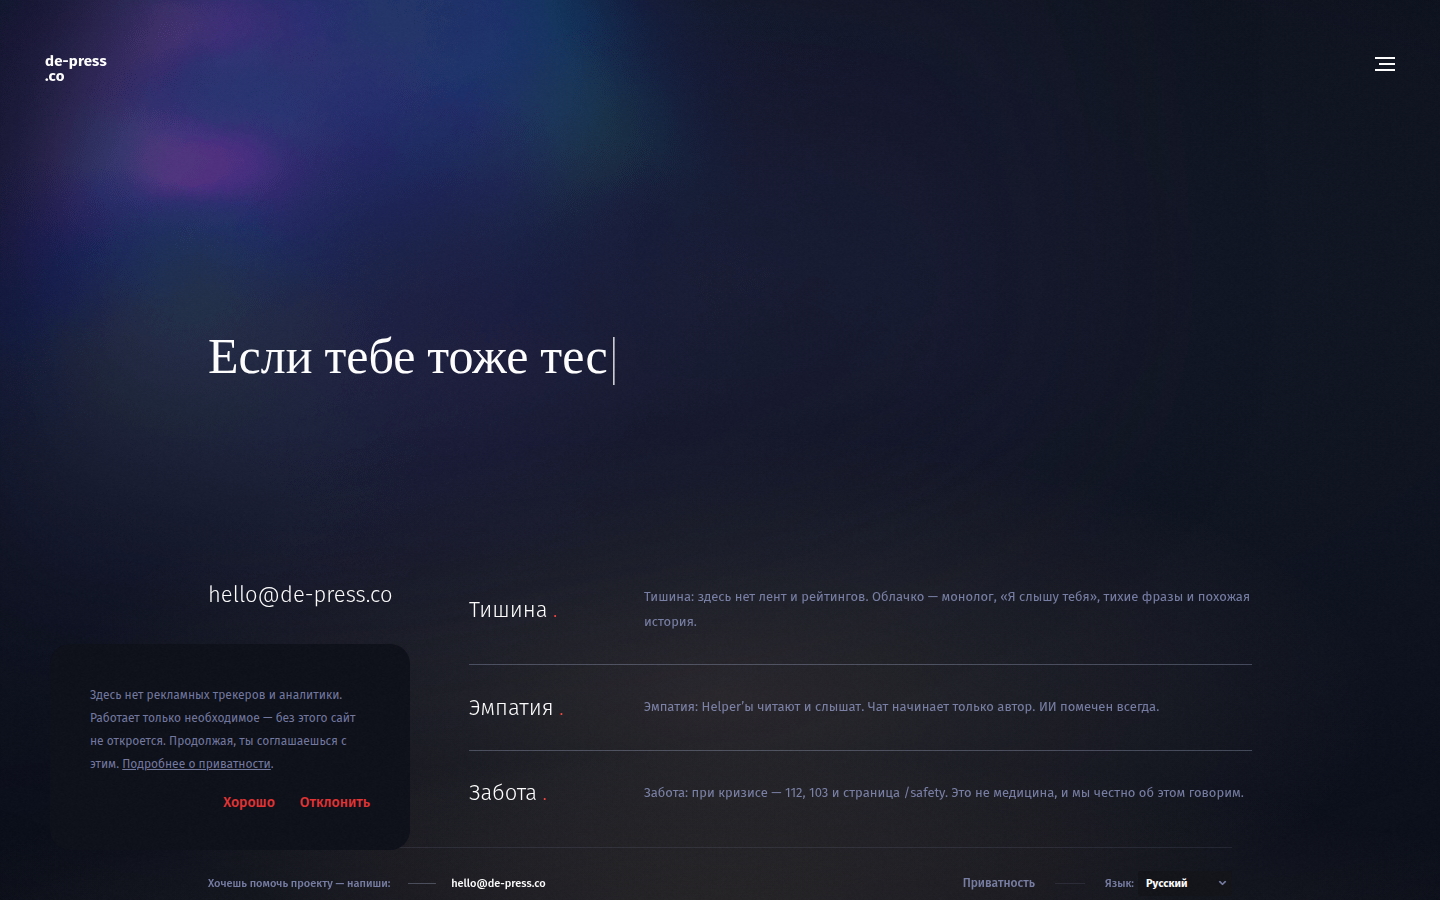 de-press
.co
Если тебе тоже тес
hello@de-press.co
Тишина .
Тишина: здесь нет лент и рейтингов. Облачко — монолог, «Я слышу тебя», тихие фразы и похожая
история.
Эмпатия .
Эмпатия: Helper'ы читают и слышат. Чат начинает только автор. ИИ помечен всегда.
Забота .
Забота: при кризисе — 112, 103 и страница /safety. Это не медицина, и мы честно об этом говорим.
Здесь нет рекламных трекеров и аналитики.
Работает только необходимое — без этого сайт
не откроется. Продолжая, ты соглашаешься с
этим. Подробнее о приватности.
Хорошо Отклонить
Хочешь помочь проекту — напиши: hello@de-press.co
Приватность Язык: Русский